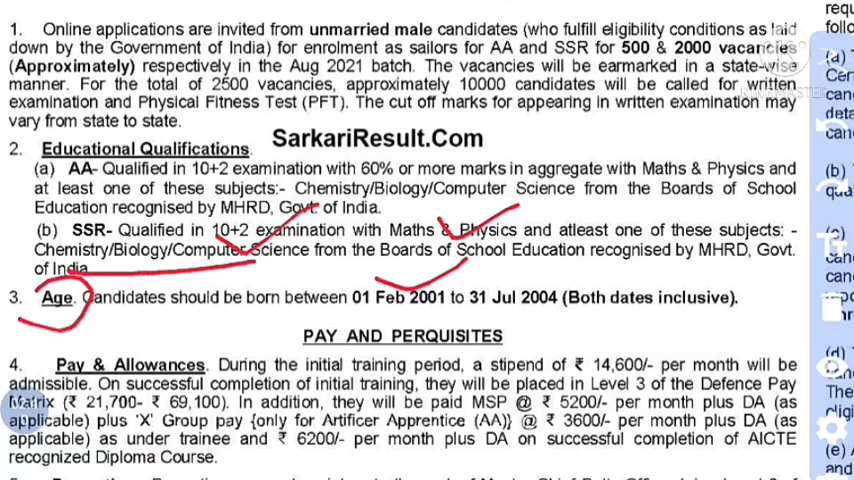 1. Online applications are invited from unmarried male candidates (who fulfill eligibility conditions as laid
down by the Government of India) for enrolment as sailors for AA and SSR for 500 & 2000 vacancies
(Approximately) respectively in the Aug 2021 batch. The vacancies will be earmarked in a state-wise
manner. For the total of 2500 vacancies, approximately 10000 candidates will be called for written
examination and Physical Fitness Test (PFT). The cut off marks for appearing in written examination may
vary from state to state.
SarkariResult.Com
2. Educational Qualifications.
(a) AA- Qualified in 10+2 examination with 60% or more marks in aggregate with Maths & Physics and
at least one of these subjects:- Chemistry/Biology/Computer Science from the Boards of School
Education recognised by MHRD, Govt. of India.
(b) SSR- Qualified in 10+2 examination with Maths & Physics and atleast one of these subjects: -
Chemistry/Biology/Computer Science from the Boards of School Education recognised by MHRD, Govt.
of India
3. Age. Candidates should be born between 01 Feb 2001 to 31 Jul 2004 (Both dates inclusive).
PAY AND PERQUISITES
4. Pay & Allowances. During the initial training period, a stipend of ₹ 14,600/- per month will be
admissible. On successful completion of initial training, they will be placed in Level 3 of the Defence Pay
Matrix (₹ 21,700- ₹ 69,100). In addition, they will be paid MSP @ ₹ 5200/- per month plus DA (as
applicable) plus 'X' Group pay {only for Artificer Apprentice (AA)} @ ₹ 3600/- per month plus DA (as
applicable) as under trainee and ₹ 6200/- per month plus DA on successful completion of AICTE
recognized Diploma Course.
requ
follo
(a)
Cert
can
deta
can
(b)
qua
(c)
can
can
(d)
The
(e)
and
KINEMASTER